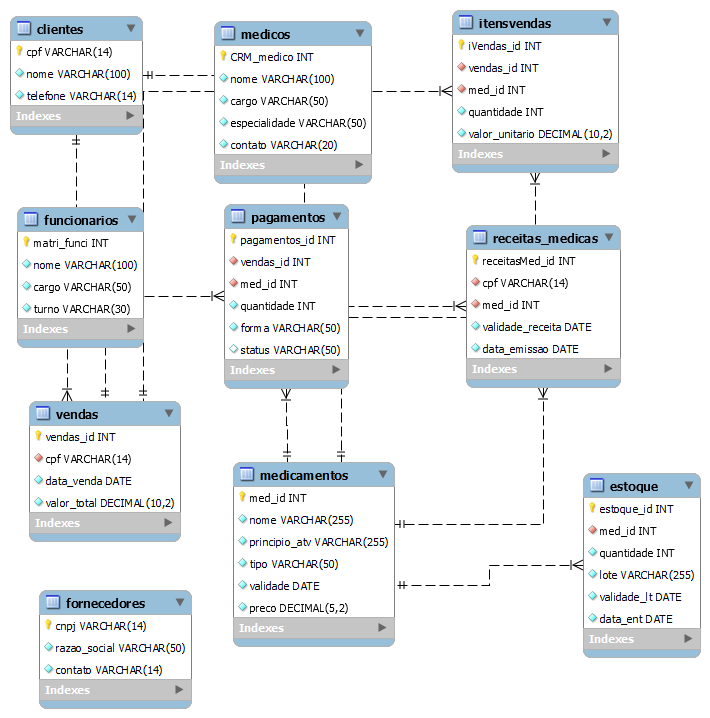 clientes
cpf VARCHAR(14)
nome VARCHAR(100)
telefone VARCHAR(14)
Indexes
medicos
CRM_medico INT
nome VARCHAR(100)
cargo VARCHAR(50)
especialidade VARCHAR(50)
contato VARCHAR(20)
Indexes
itensvendas
iVendas_id INT
vendas_id INT
med_id INT
quantidade INT
valor_unitario DECIMAL(10,2)
Indexes
funcionarios
matri_funci INT
nome VARCHAR(100)
cargo VARCHAR(50)
turno VARCHAR(30)
Indexes
pagamentos
pagamentos_id INT
vendas_id INT
med_id INT
quantidade INT
forma VARCHAR(50)
status VARCHAR(50)
Indexes
receitas_medicas
receitasMed_id INT
cpf VARCHAR(14)
med_id INT
validade_receita DATE
data_emissao DATE
Indexes
vendas
vendas_id INT
cpf VARCHAR(14)
data_venda DATE
valor_total DECIMAL(10,2)
Indexes
medicamentos
med_id INT
nome VARCHAR(255)
principio_atv VARCHAR(255)
tipo VARCHAR(50)
validade DATE
preco DECIMAL(5,2)
Indexes
estoque
estoque_id INT
med_id INT
quantidade INT
lote VARCHAR(255)
validade_lt DATE
data_ent DATE
Indexes
fornecedores
cnpj VARCHAR(14)
razao_social VARCHAR(50)
contato VARCHAR(14)
Indexes